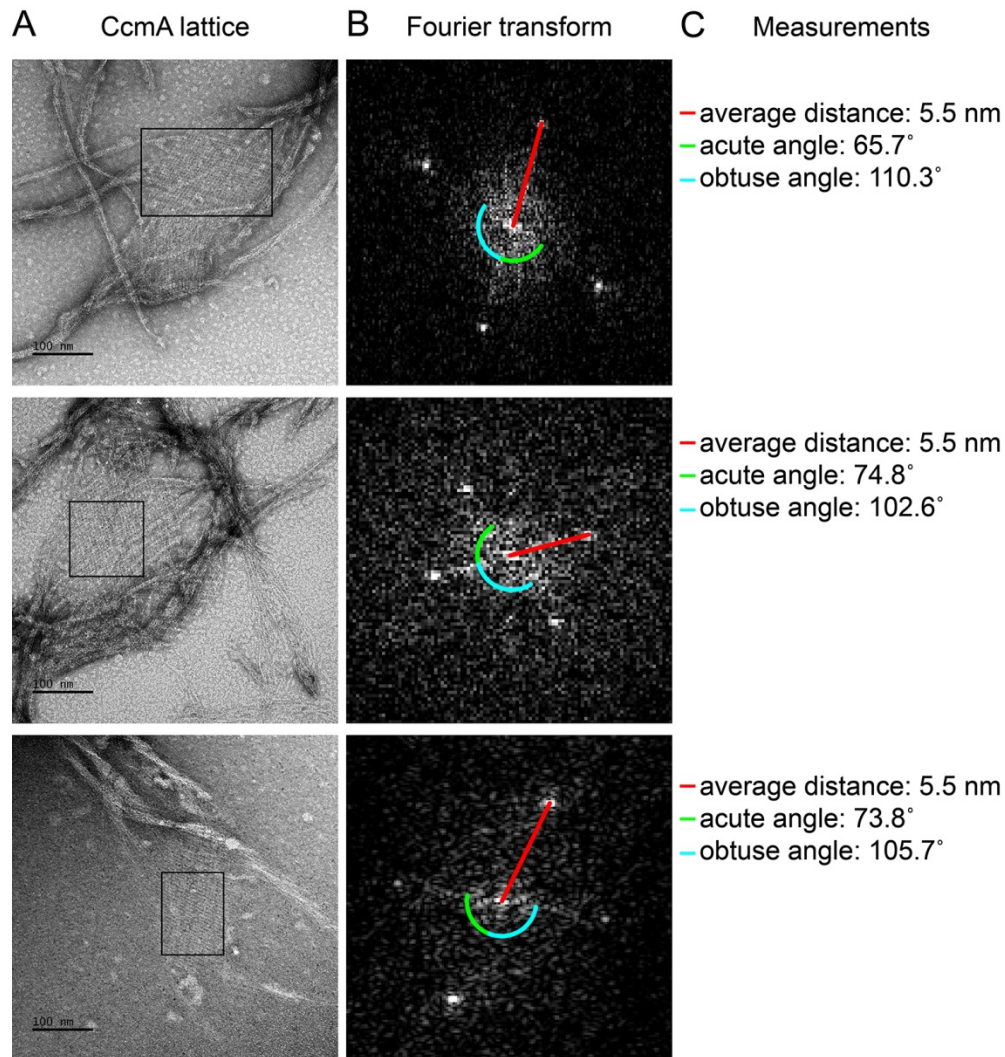 A CcmA lattice B Fourier transform C Measurements
average distance: 5.5 nm
acute angle: 65.7˚
obtuse angle: 110.3˚
100 nm
average distance: 5.5 nm
acute angle: 74.8˚
obtuse angle: 102.6˚
100 nm
average distance: 5.5 nm
acute angle: 73.8˚
obtuse angle: 105.7˚
100 nm